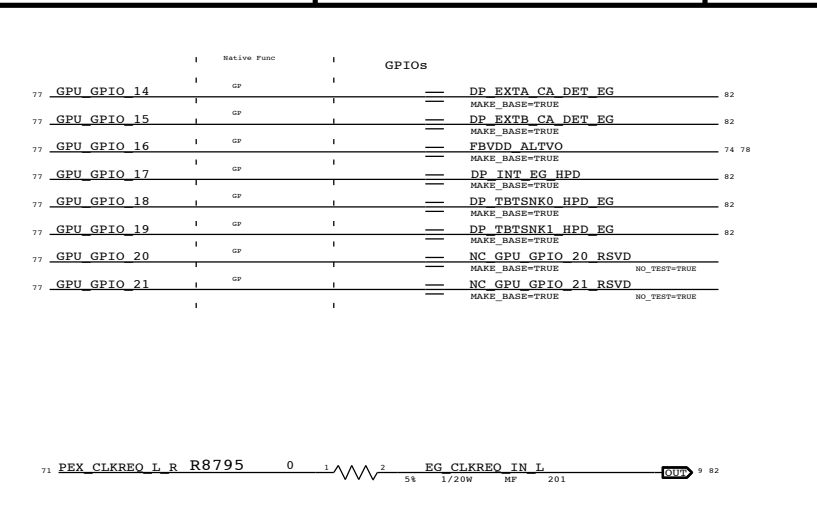 Native Func
GPIOs
77 GPU_GPIO_14 GP DP_EXTA_CA_DET_EG 82
MAKE_BASE=TRUE
77 GPU_GPIO_15 GP DP_EXTB_CA_DET_EG 82
MAKE_BASE=TRUE
77 GPU_GPIO_16 GP FBVDD_ALTVO 74 78
MAKE_BASE=TRUE
77 GPU_GPIO_17 GP DP_INT_EG_HPD 82
MAKE_BASE=TRUE
77 GPU_GPIO_18 GP DP_TBTSNK0_HPD_EG 82
MAKE_BASE=TRUE
77 GPU_GPIO_19 GP DP_TBTSNK1_HPD_EG 82
MAKE_BASE=TRUE
77 GPU_GPIO_20 GP NC_GPU_GPIO_20_RSVD
MAKE_BASE=TRUE NO_TEST=TRUE
77 GPU_GPIO_21 GP NC_GPU_GPIO_21_RSVD
MAKE_BASE=TRUE NO_TEST=TRUE
71 PEX_CLKREQ_L_R R8795 0 1 2 EG_CLKREQ_IN_L OUT 9 82
5% 1/20W MF 201